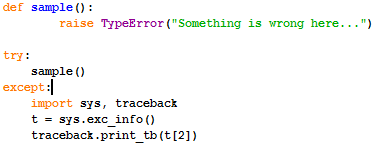 def sample():
        raise TypeError("Something is wrong here...")
try:
    sample()
except:
    import sys, traceback
    t = sys.exc_info()
    traceback.print_tb(t[2])